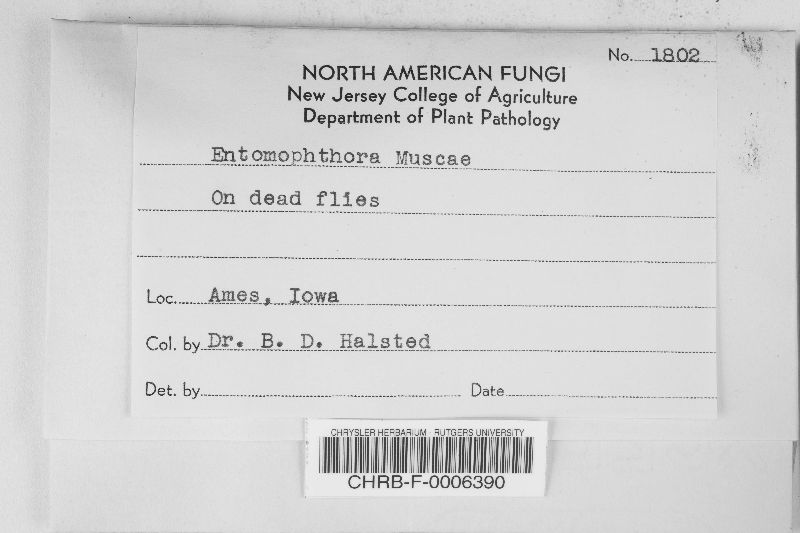 No. 1802
NORTH AMERICAN FUNGI
New Jersey College of Agriculture
Department of Plant Pathology
Entomophthora Muscae
On dead flies
Loc. Ames, Iowa
Col. by Dr. B. D. Halsted
Det. by Date
CHRYSLER HERBARIUM - RUTGERS UNIVERSITY
CHRB-F-0006390